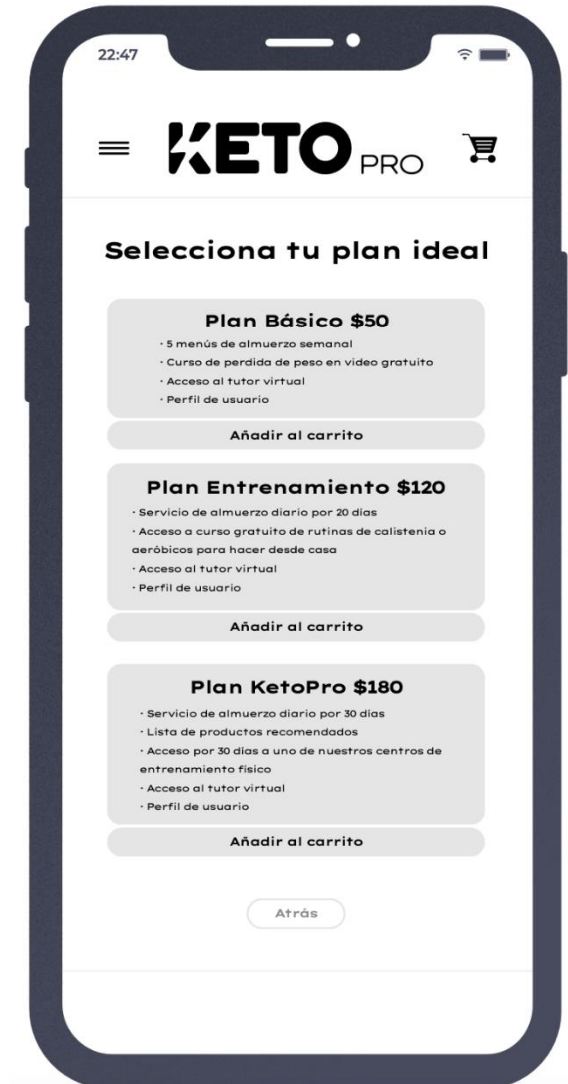 22:47
KETO PRO
Selecciona tu plan ideal
Plan Básico $50
· 5 menús de almuerzo semanal
· Curso de perdida de peso en video gratuito
· Acceso al tutor virtual
· Perfil de usuario
Añadir al carrito
Plan Entrenamiento $120
· Servicio de almuerzo diario por 20 días
· Acceso a curso gratuito de rutinas de calistenia o
aeróbicos para hacer desde casa
· Acceso al tutor virtual
· Perfil de usuario
Añadir al carrito
Plan KetoPro $180
· Servicio de almuerzo diario por 30 días
· Lista de productos recomendados
· Acceso por 30 días a uno de nuestros centros de
entrenamiento físico
· Acceso al tutor virtual
· Perfil de usuario
Añadir al carrito
Atrás